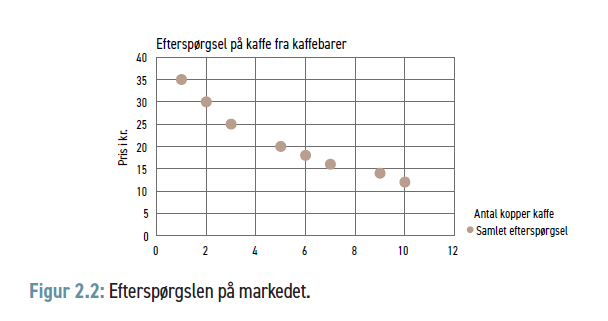 Efterspørgsel på kaffe fra kaffebarer
Pris i kr.
40
35
30
25
20
15
10
5
0
0 2 4 6 8 10 12
Antal kopper kaffe
Samlet efterspørgsel
Figur 2.2: Efterspørgslen på markedet.